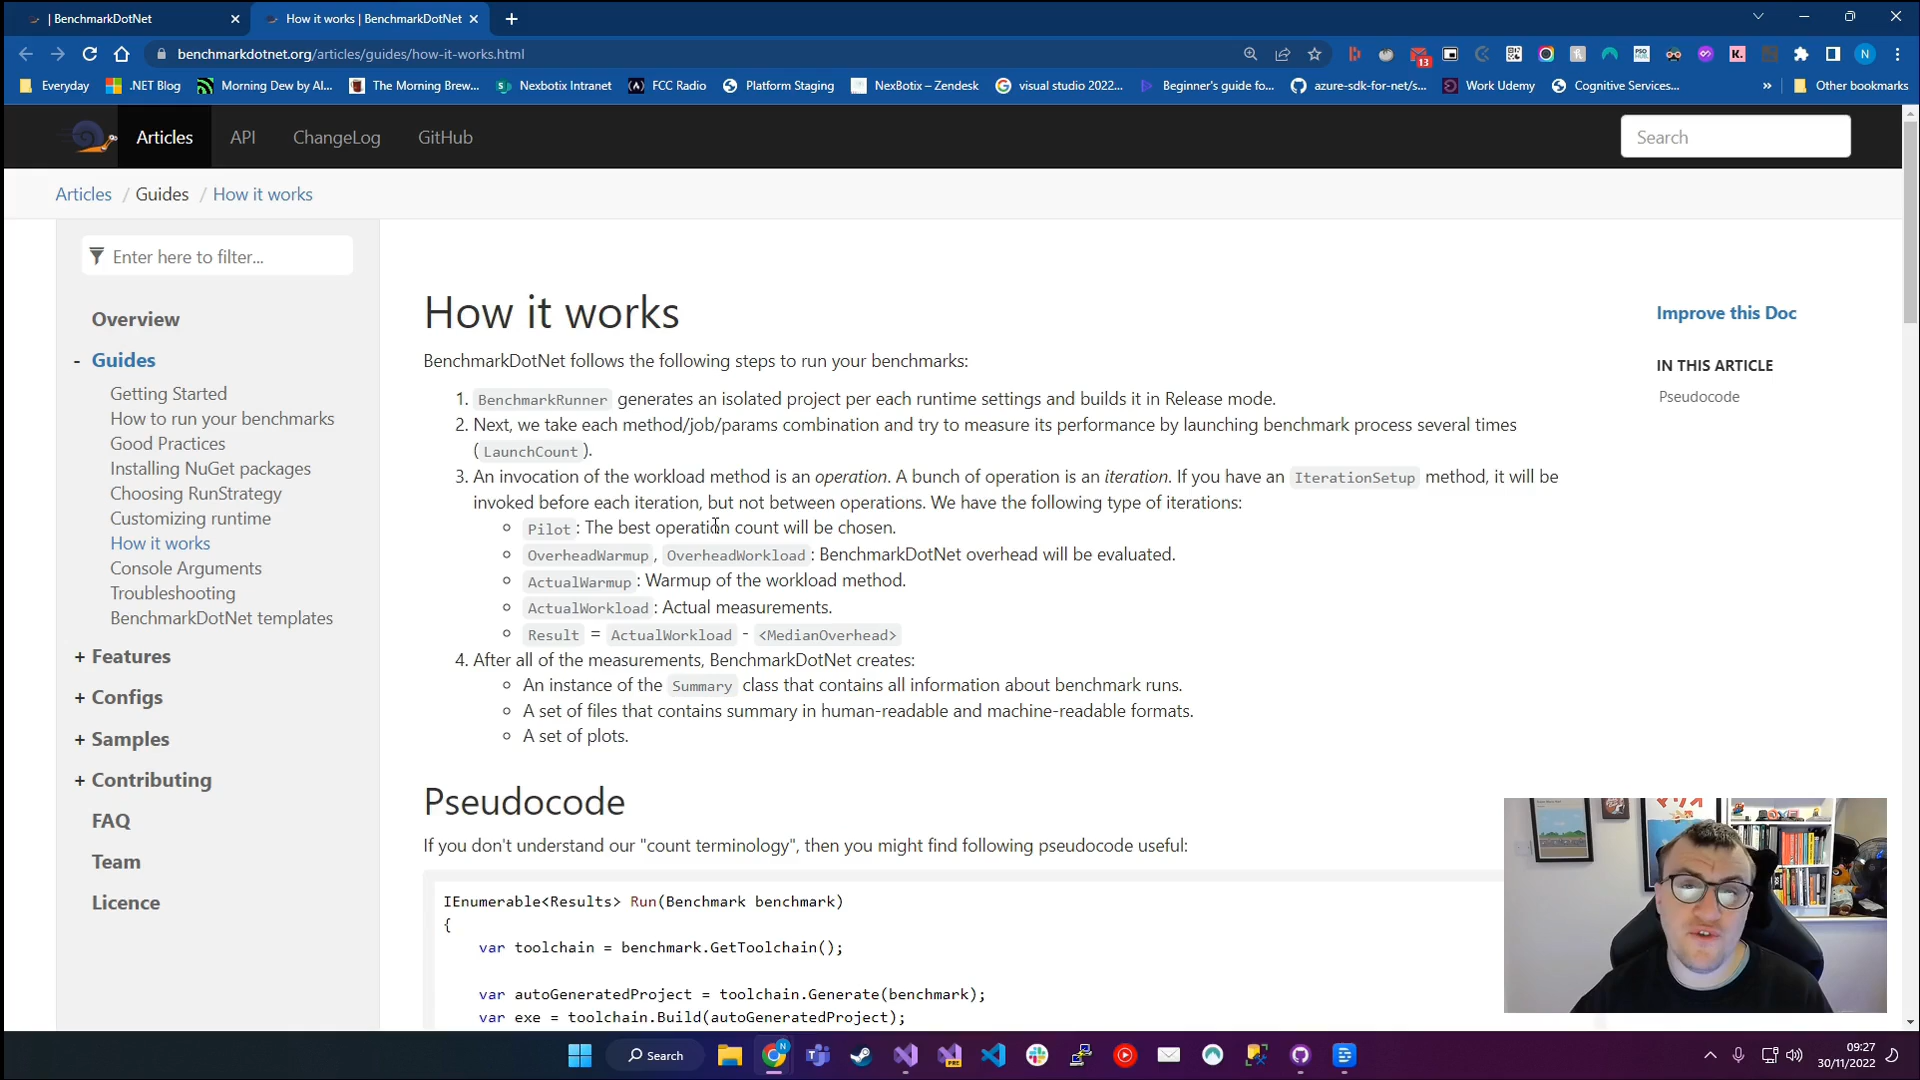 | BenchmarkDotNet
How it works | BenchmarkDotNet
benchmarkdotnet.org/articles/guides/how-it-works.html
13
K.
N
Everyday
.NET Blog
Morning Dew by Al...
The Morning Brew...
Nexbotix Intranet
FCC Radio
Platform Staging
NexBotix – Zendesk
visual studio 2022...
Beginner's guide fo...
azure-sdk-for-net/s...
Work Udemy
Cognitive Services...
»
Other bookmarks
Articles
API
ChangeLog
GitHub
Search
Articles / Guides / How it works
Enter here to filter...
Overview
- Guides
Getting Started
How to run your benchmarks
Good Practices
Installing NuGet packages
Choosing RunStrategy
Customizing runtime
How it works
Console Arguments
Troubleshooting
BenchmarkDotNet templates
+ Features
+ Configs
+ Samples
+ Contributing
FAQ
Team
Licence
How it works
BenchmarkDotNet follows the following steps to run your benchmarks:
1. BenchmarkRunner generates an isolated project per each runtime settings and builds it in Release mode.
2. Next, we take each method/job/params combination and try to measure its performance by launching benchmark process several times
( LaunchCount ).
3. An invocation of the workload method is an operation. A bunch of operation is an iteration. If you have an IterationSetup method, it will be
invoked before each iteration, but not between operations. We have the following type of iterations:
Pilot : The best operation count will be chosen.
OverheadWarmup , OverheadWorkload : BenchmarkDotNet overhead will be evaluated.
ActualWarmup : Warmup of the workload method.
ActualWorkload : Actual measurements.
Result = ActualWorkload - <MedianOverhead>
4. After all of the measurements, BenchmarkDotNet creates:
An instance of the Summary class that contains all information about benchmark runs.
A set of files that contains summary in human-readable and machine-readable formats.
A set of plots.
Pseudocode
If you don't understand our "count terminology", then you might find following pseudocode useful:
IEnumerable<Results> Run(Benchmark benchmark)
{
var toolchain = benchmark.GetToolchain();
var autoGeneratedProject = toolchain.Generate(benchmark);
var exe = toolchain.Build(autoGeneratedProject);
Improve this Doc
IN THIS ARTICLE
Pseudocode
Search
09:27
30/11/2022